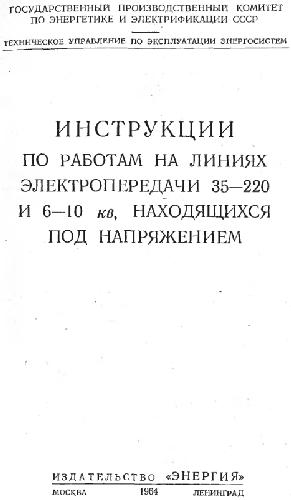 ГОСУДАРСТВЕННЫЙ ПРОИЗВОДСТВЕННЫЙ КОМИТЕТ
ПО ЭНЕРГЕТИКЕ И ЭЛЕКТРИФИКАЦИИ СССР
ТЕХНИЧЕСКОЕ УПРАВЛЕНИЕ ПО ЭКСПЛУАТАЦИИ ЭНЕРГОСИСТЕМ
ИНСТРУКЦИИ
ПО РАБОТАМ НА ЛИНИЯХ
ЭЛЕКТРОПЕРЕДАЧИ 35—220
И 6—10 кв, НАХОДЯЩИХСЯ
ПОД НАПРЯЖЕНИЕМ
ИЗДАТЕЛЬСТВО «ЭНЕРГИЯ»
МОСКВА 1964 ЛЕНИНГРАД